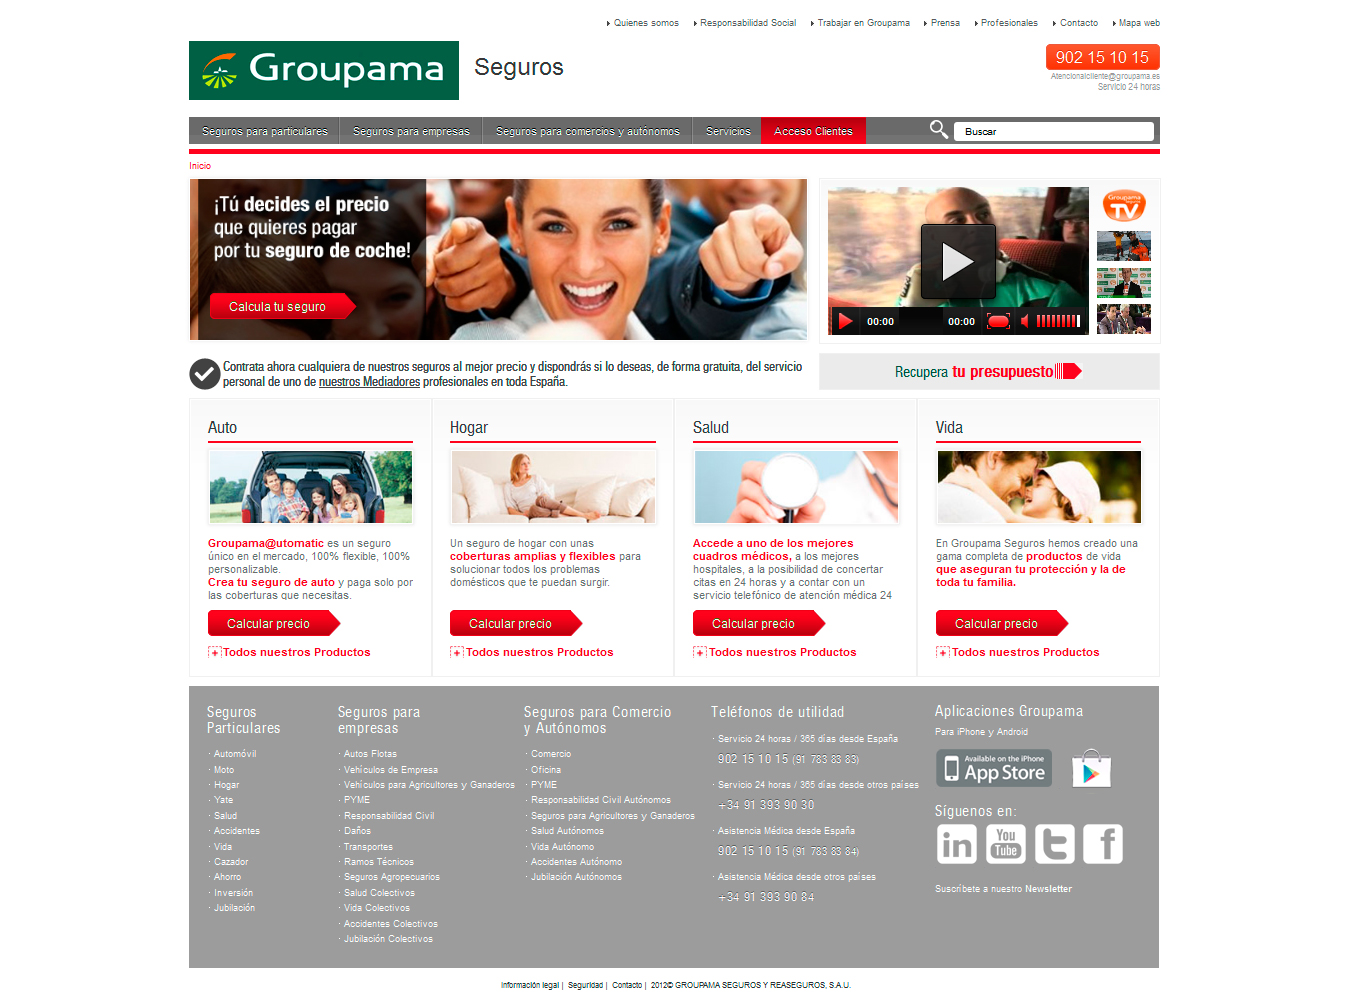 Quienes somos
Responsabilidad Social
Trabajar en Groupama
Prensa
Profesionales
Contacto
Mapa web
Groupama
Seguros
902 15 10 15
Atencionalcliente@groupama.es
Servicio 24 horas
Seguros para particulares
Seguros para empresas
Seguros para comercios y autónomos
Servicios
Acceso Clientes
Buscar
Inicio
¡Tú decides el precio
que quieres pagar
por tu seguro de coche!
Calcula tu seguro
00:00
00:00
Groupama
TV
Contrata ahora cualquiera de nuestros seguros al mejor precio y dispondrás si lo deseas, de forma gratuita, del servicio
personal de uno de nuestros Mediadores profesionales en toda España.
Recupera tu presupuesto
Auto
Groupama@utomatic es un seguro
único en el mercado, 100% flexible, 100%
personalizable.
Crea tu seguro de auto y paga solo por
las coberturas que necesitas.
Calcular precio
Todos nuestros Productos
Hogar
Un seguro de hogar con unas
coberturas amplias y flexibles para
solucionar todos los problemas
domésticos que te puedan surgir.
Calcular precio
Todos nuestros Productos
Salud
Accede a uno de los mejores
cuadros médicos, a los mejores
hospitales, a la posibilidad de concertar
citas en 24 horas y a contar con un
servicio telefónico de atención médica 24
Calcular precio
Todos nuestros Productos
Vida
En Groupama Seguros hemos creado una
gama completa de productos de vida
que aseguran tu protección y la de
toda tu familia.
Calcular precio
Todos nuestros Productos
Seguros
Particulares
· Automóvil
· Moto
· Hogar
· Yate
· Salud
· Accidentes
· Vida
· Cazador
· Ahorro
· Inversión
· Jubilación
Seguros para
empresas
· Autos Flotas
· Vehículos de Empresa
· Vehículos para Agricultores y Ganaderos
· PYME
· Responsabilidad Civil
· Daños
· Transportes
· Ramos Técnicos
· Seguros Agropecuarios
· Salud Colectivos
· Vida Colectivos
· Accidentes Colectivos
· Jubilación Colectivos
Seguros para Comercio
y Autónomos
· Comercio
· Oficina
· PYME
· Responsabilidad Civil Autónomos
· Seguros para Agricultores y Ganaderos
· Salud Autónomos
· Vida Autónomo
· Accidentes Autónomo
· Jubilación Autónomos
Teléfonos de utilidad
· Servicio 24 horas / 365 días desde España
902 15 10 15 (91 783 83 83)
· Servicio 24 horas / 365 días desde otros países
+34 91 393 90 30
· Asistencia Médica desde España
902 15 10 15 (91 783 83 84)
· Asistencia Médica desde otros países
+34 91 393 90 84
Aplicaciones Groupama
Para iPhone y Android
Available on the iPhone
App Store
Síguenos en:
in
You
Tube
t
f
Suscríbete a nuestro Newsletter
Información legal | Seguridad | Contacto | 2012© GROUPAMA SEGUROS Y REASEGUROS, S.A.U.